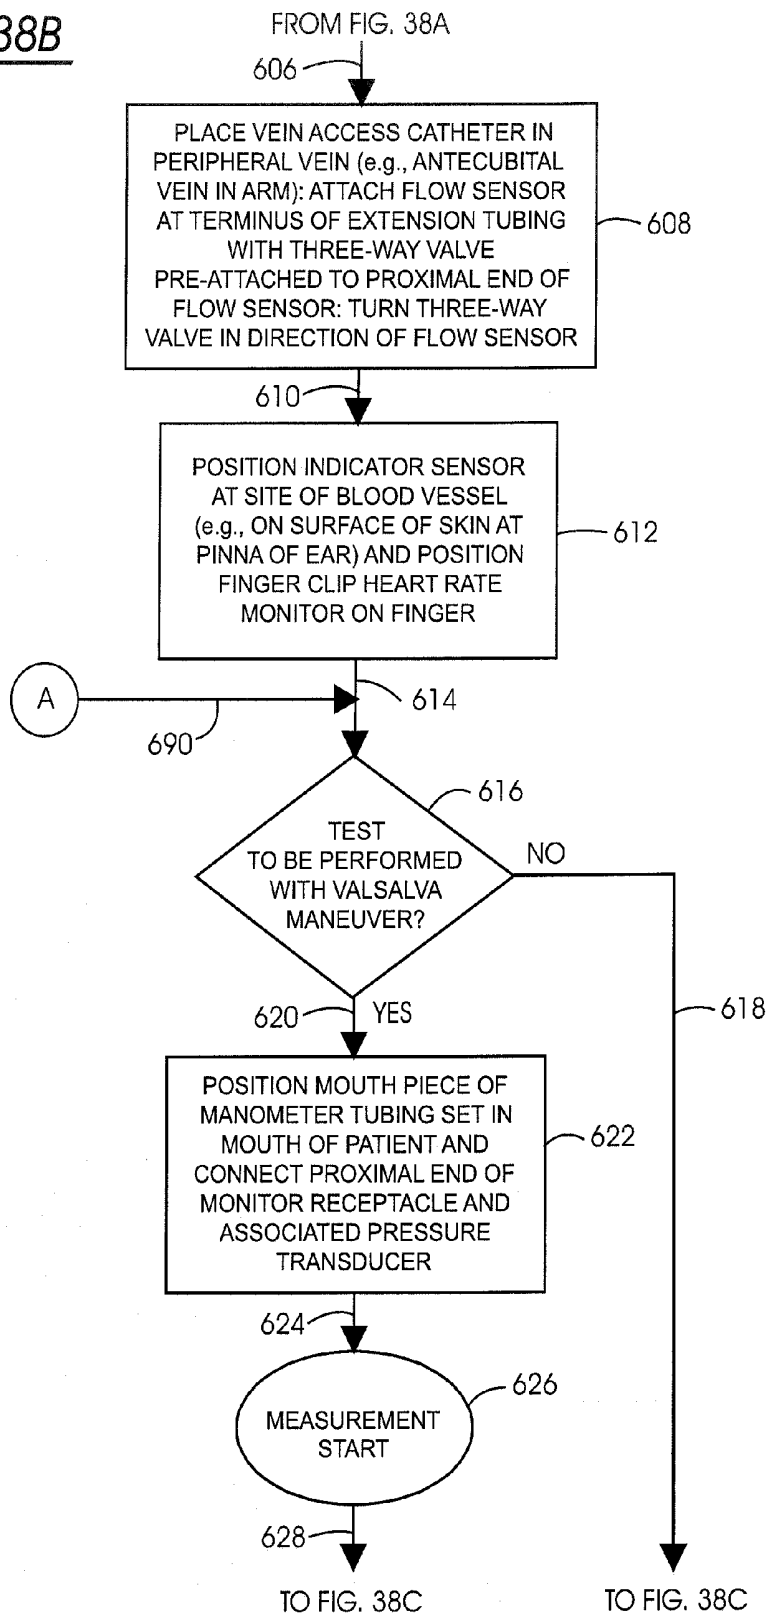 38B
FROM FIG. 38A
606
PLACE VEIN ACCESS CATHETER IN
PERIPHERAL VEIN (e.g., ANTECUBITAL
VEIN IN ARM): ATTACH FLOW SENSOR
AT TERMINUS OF EXTENSION TUBING
WITH THREE-WAY VALVE
PRE-ATTACHED TO PROXIMAL END OF
FLOW SENSOR: TURN THREE-WAY
VALVE IN DIRECTION OF FLOW SENSOR
608
610
POSITION INDICATOR SENSOR
AT SITE OF BLOOD VESSEL
(e.g., ON SURFACE OF SKIN AT
PINNA OF EAR) AND POSITION
FINGER CLIP HEART RATE
MONITOR ON FINGER
612
A
690
614
616
TEST
TO BE PERFORMED
WITH VALSALVA
MANEUVER?
NO
618
620
YES
POSITION MOUTH PIECE OF
MANOMETER TUBING SET IN
MOUTH OF PATIENT AND
CONNECT PROXIMAL END OF
MONITOR RECEPTACLE AND
ASSOCIATED PRESSURE
TRANSDUCER
622
624
626
MEASUREMENT
START
628
TO FIG. 38C
TO FIG. 38C